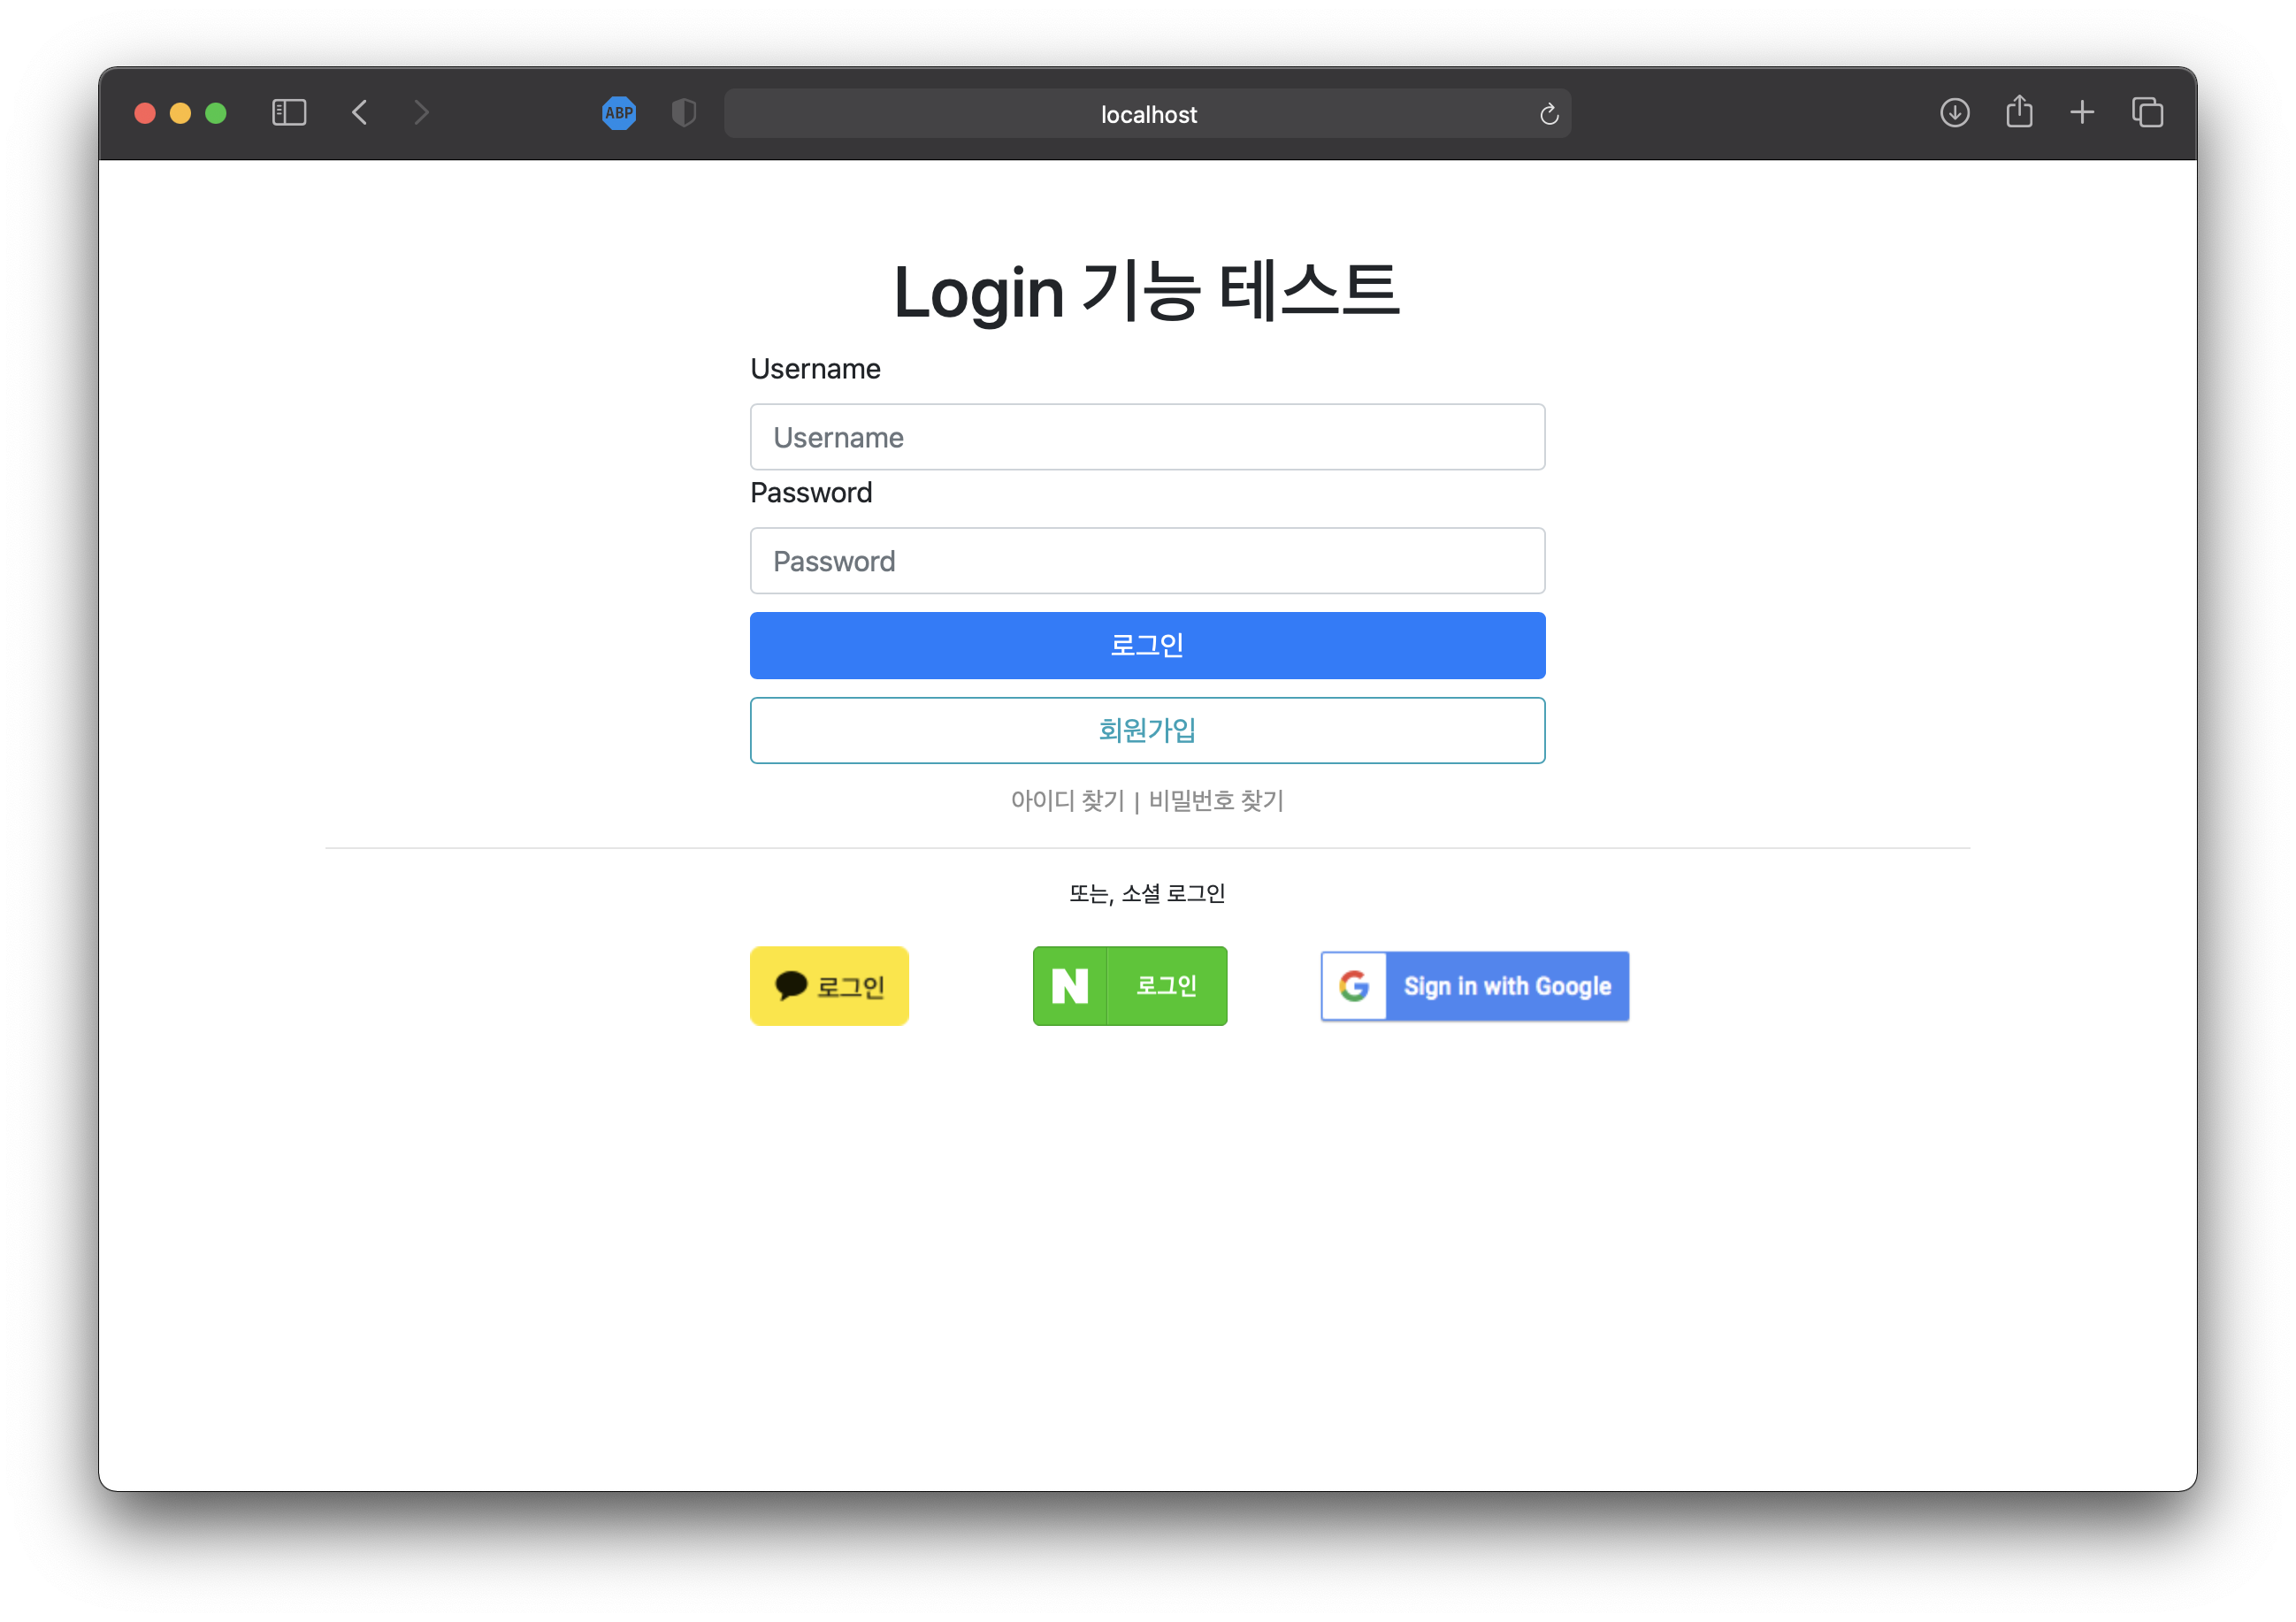 ABP
localhost
Login 기능 테스트
Username
Username
Password
Password
로그인
회원가입
아이디 찾기 | 비밀번호 찾기
또는, 소셜 로그인
로그인 N 로그인 G Sign in with Google